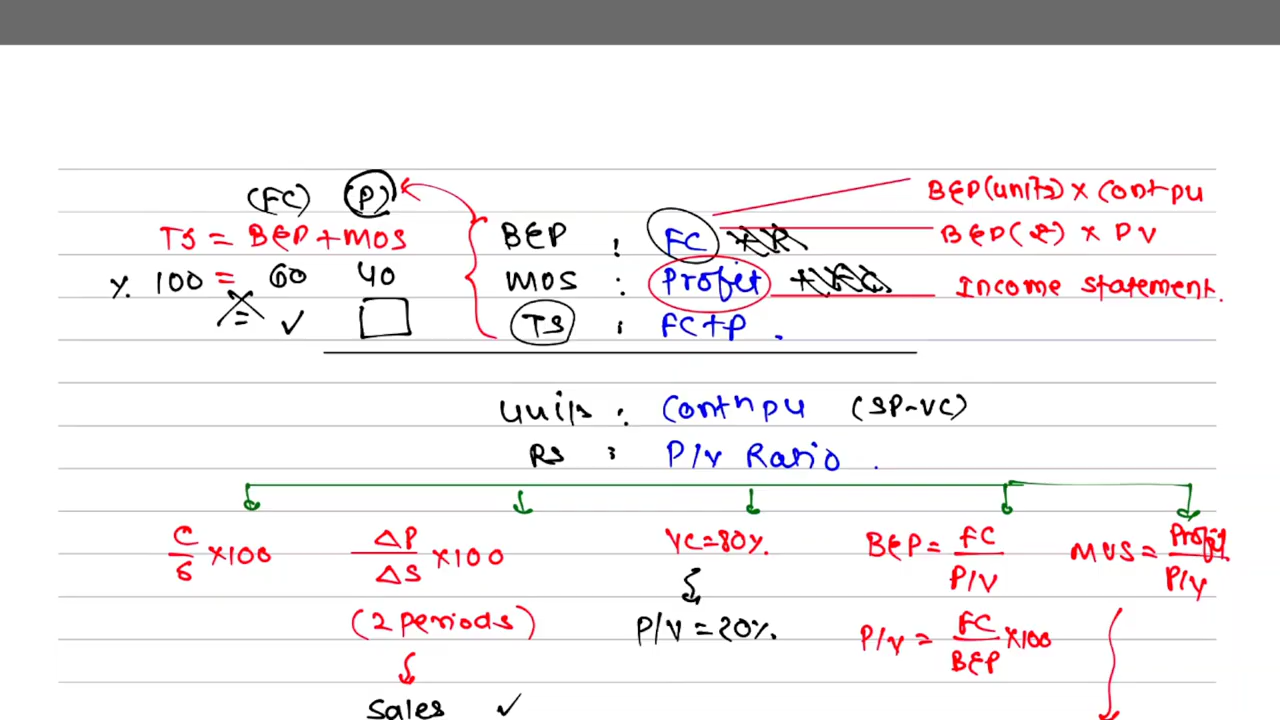 (FC) (P)
BEP(units) x Contpu
TS = BEP + MOS
BEP : FC
BEP(₹) x PV
% 100 = 60 40
MOS : Profit
Income Statement.
= ✓
TS : FC+P.
units : Contn pu (SP-VC)
RS : P/V Ratio.
C/S x100
ΔP/ΔS x100
VC=80%.
BEP = FC/P/V
MOS = Profit/P/V
(2 Periods)
P/V = 20%.
P/V = FC/BEP x100
Sales ✓